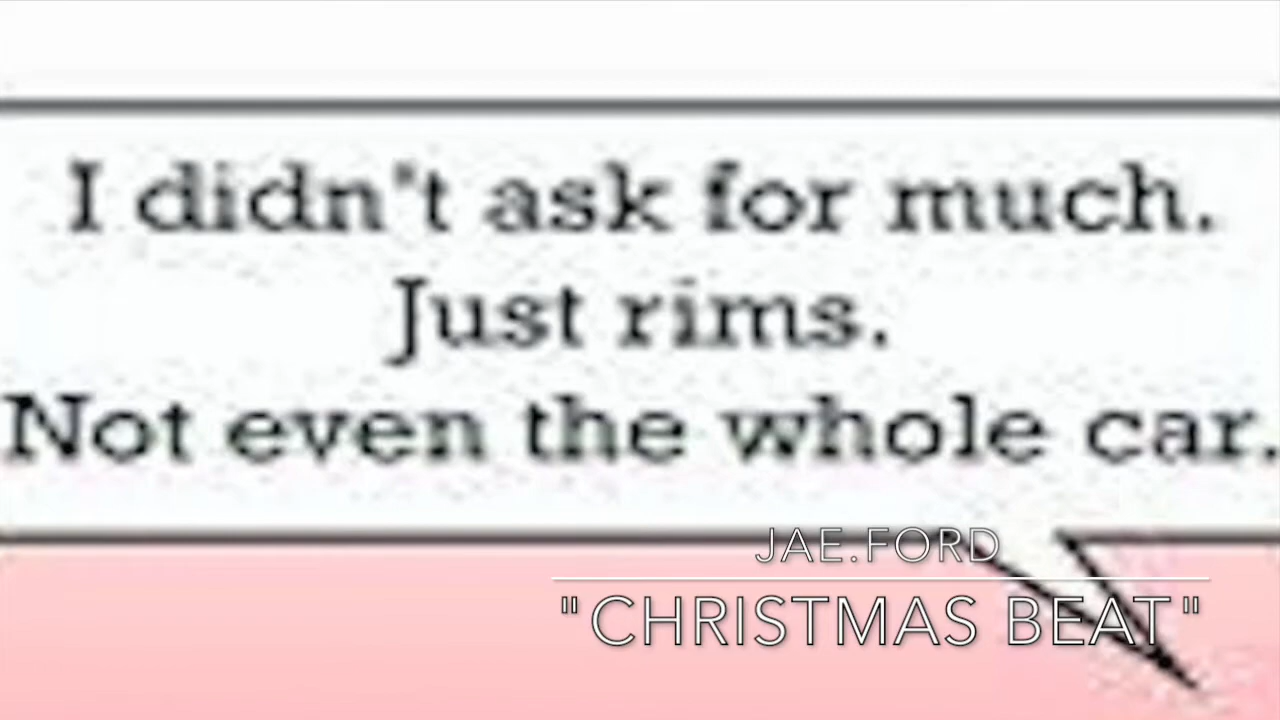 I didn't ask for much.
Just rims.
Not even the whole car.
JAE.FORD
"CHRISTMAS BEAT"